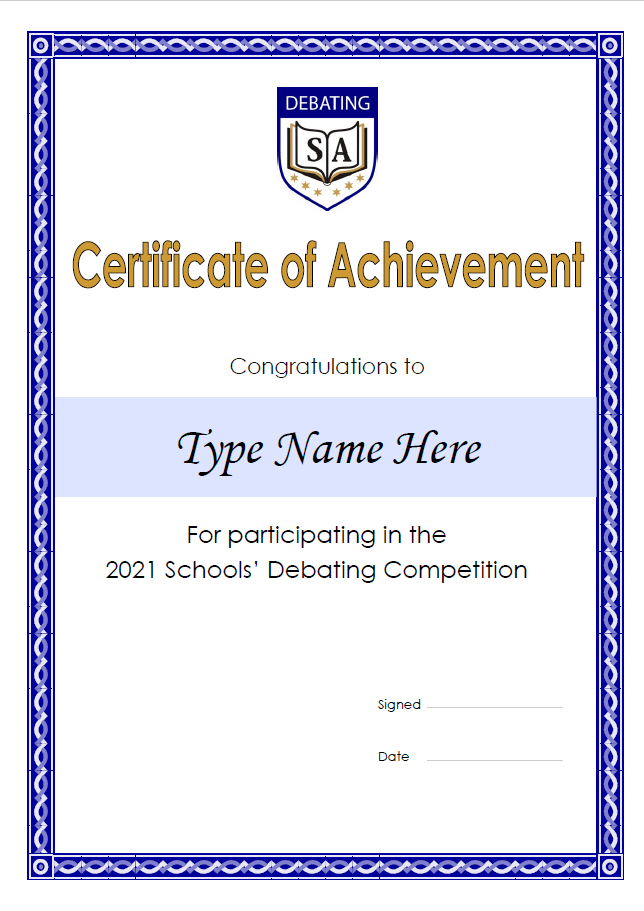 DEBATING
SA
Certificate of Achievement
Congratulations to
Type Name Here
For participating in the
2021 Schools’ Debating Competition
Signed
Date